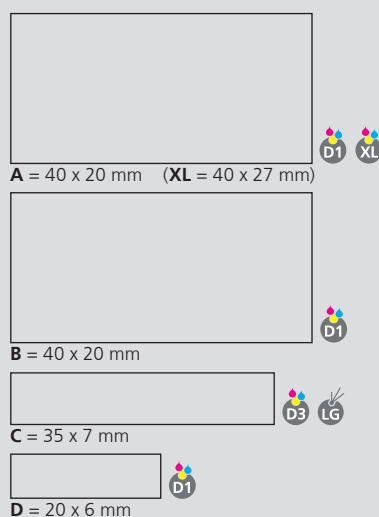 D1 XL
A = 40 x 20 mm (XL = 40 x 27 mm)
D1
B = 40 x 20 mm
D3 LG
C = 35 x 7 mm
D1
D = 20 x 6 mm